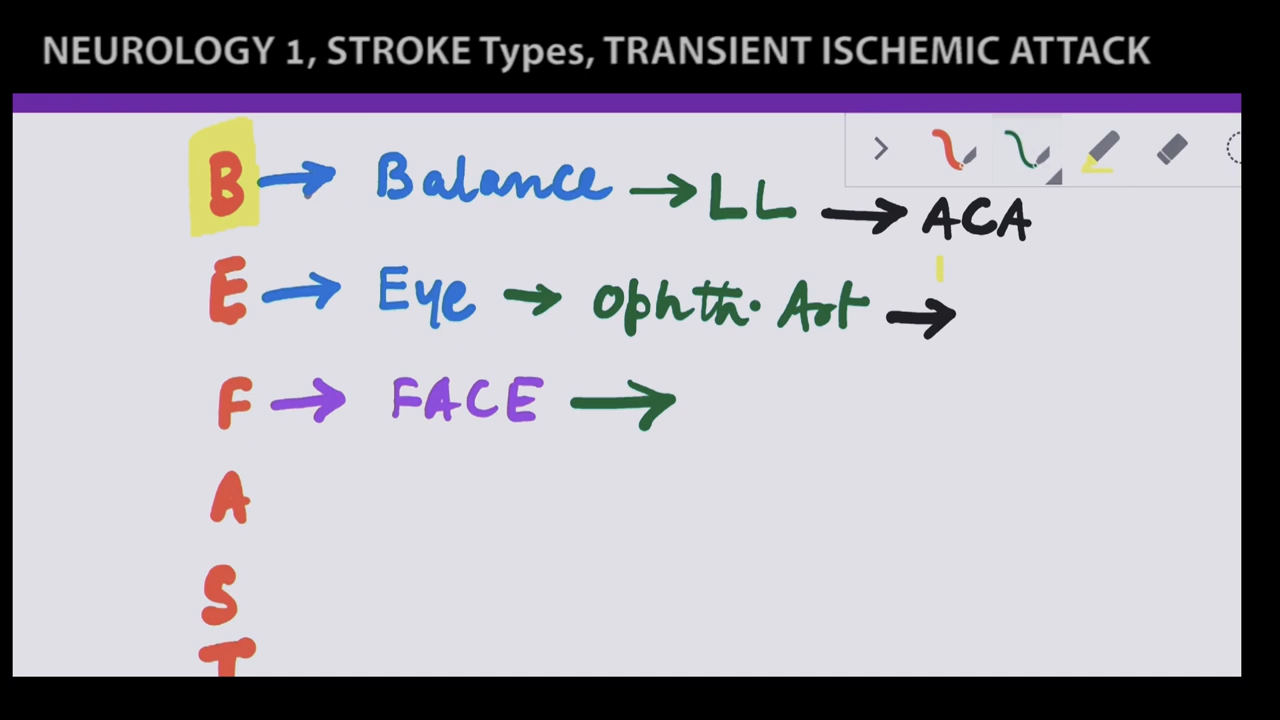 NEUROLOGY 1, STROKE Types, TRANSIENT ISCHEMIC ATTACK
B → Balance → LL → ACA
E → Eye → Ophth. Art →
F → FACE →
A
S
T